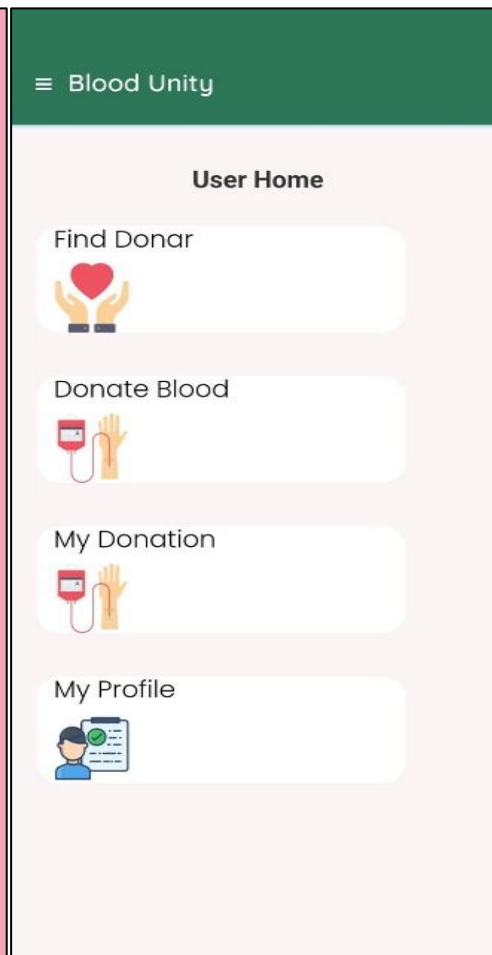 Blood Unity
User Home
Find Donar
Donate Blood
My Donation
My Profile